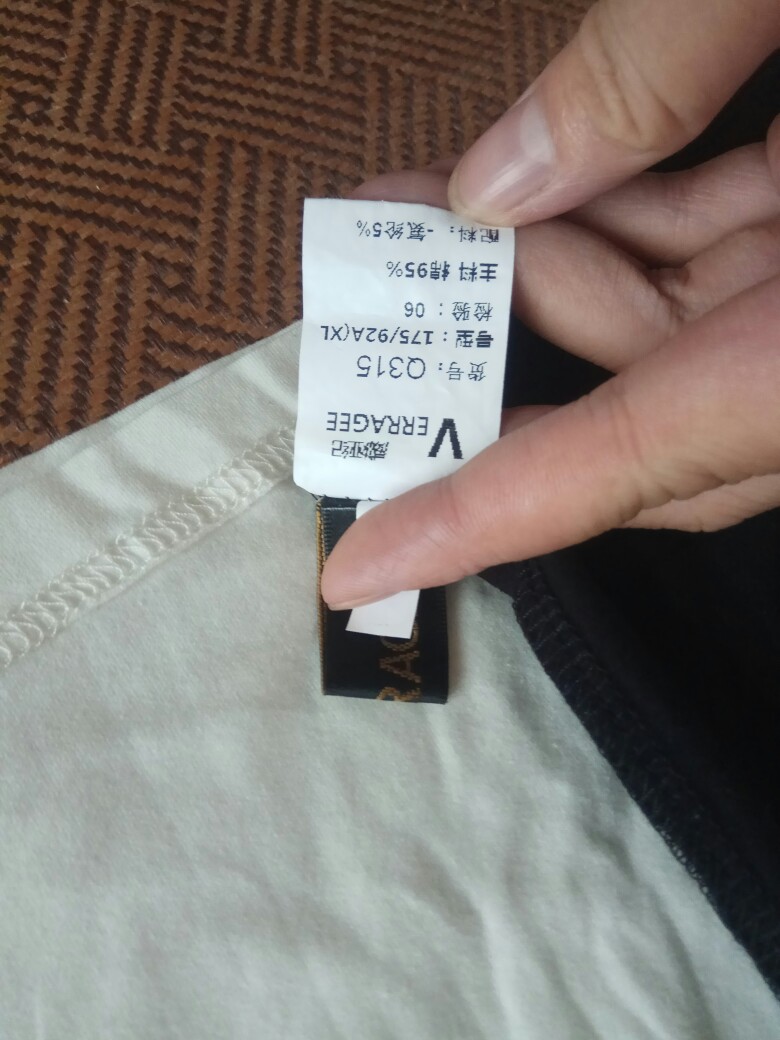 VERRAGEE
货号：Q315
号型：175/92A(XL
检验：06
主料 棉95%
配料：-氨纶5%
RAG